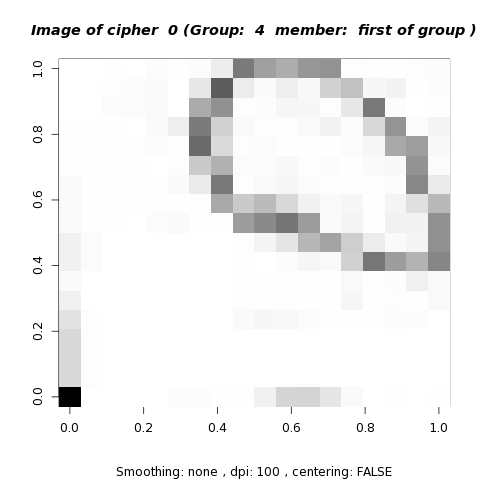 Image of cipher 0 (Group: 4 member: first of group )
1.0
0.8
0.6
0.4
0.2
0.0
0.0 0.2 0.4 0.6 0.8 1.0
Smoothing: none , dpi: 100 , centering: FALSE